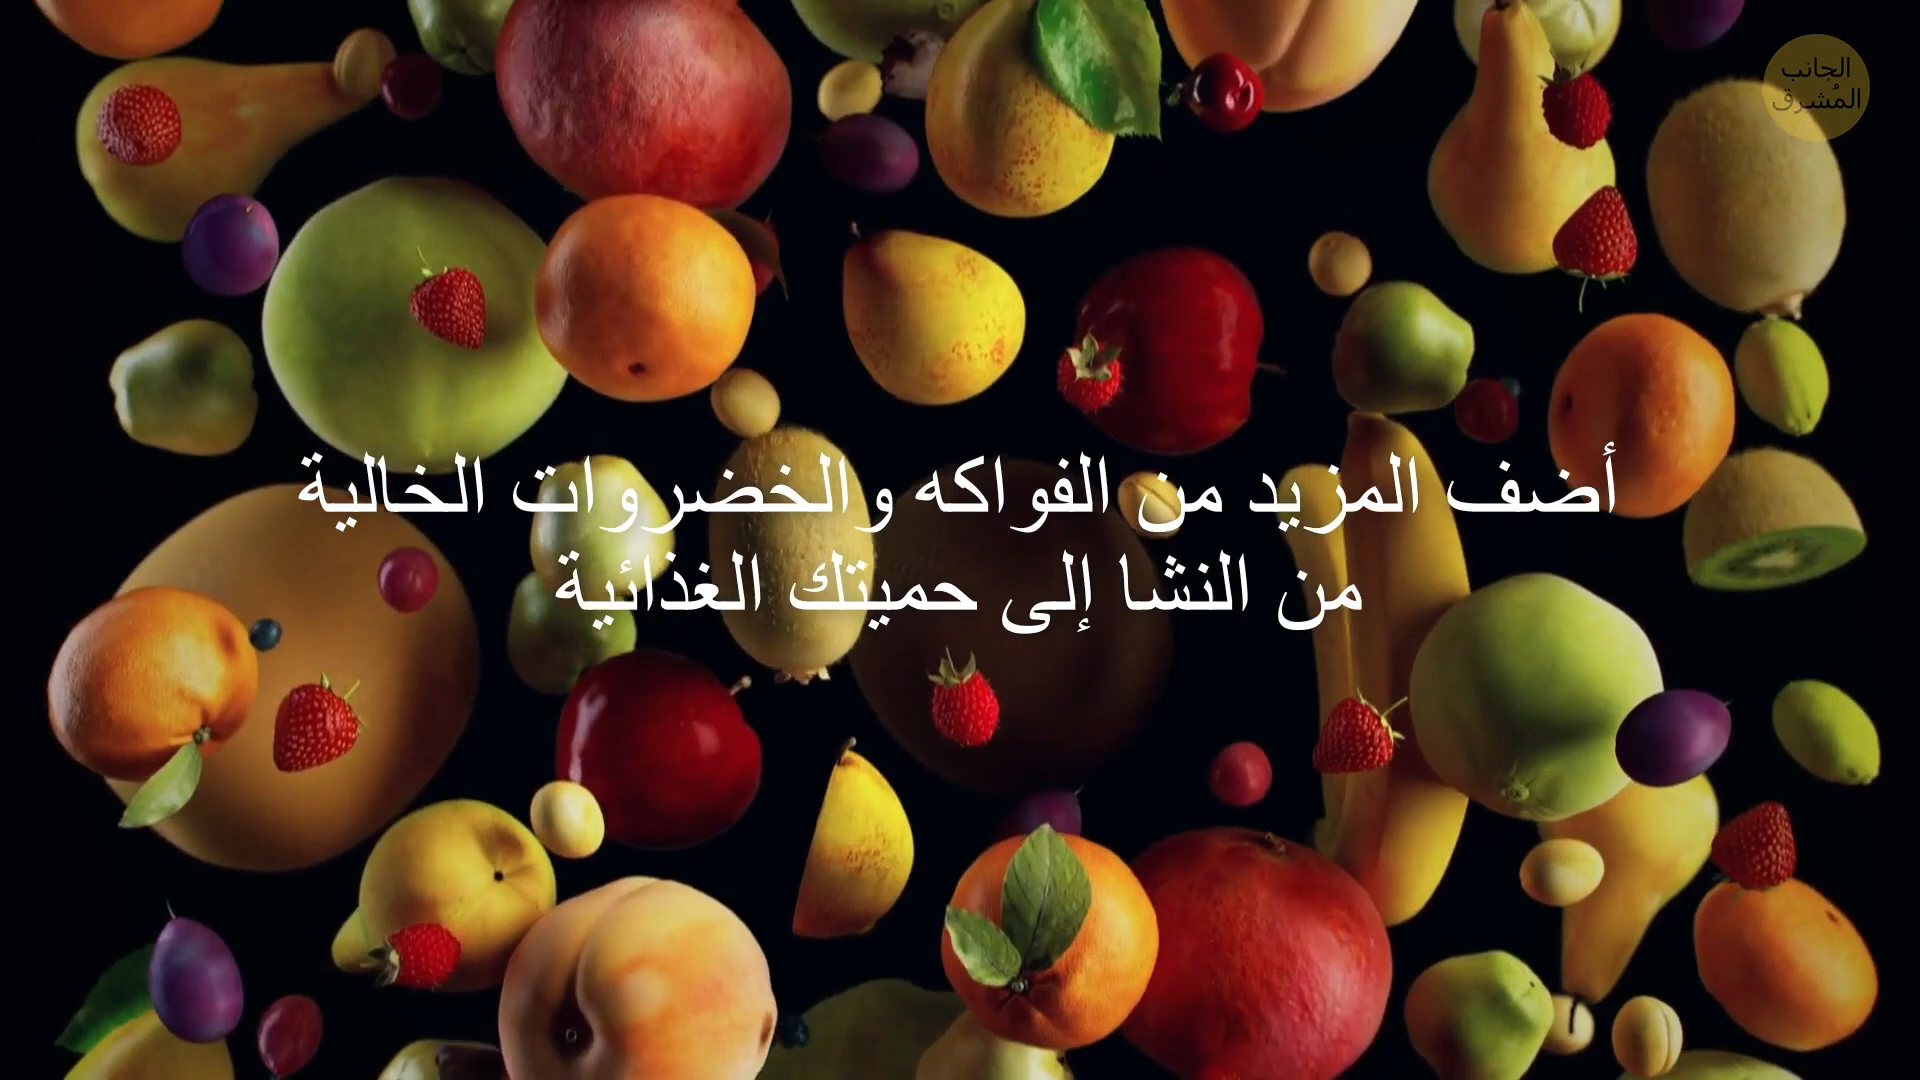 الجانب
المُشرق
أضف المزيد من الفواكه والخضروات الخالية
من النشا إلى حميتك الغذائية